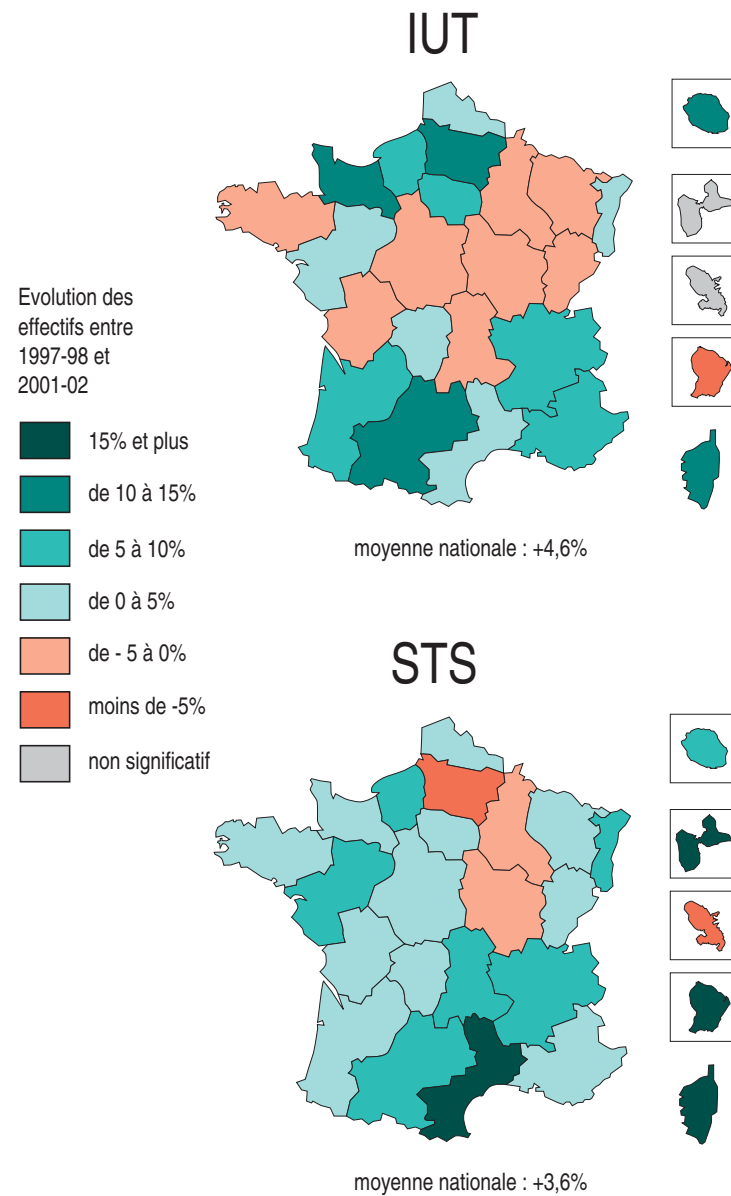 IUT
Evolution des
effectifs entre
1997-98 et
2001-02
15% et plus
de 10 à 15%
de 5 à 10%
de 0 à 5%
de - 5 à 0%
moins de -5%
non significatif
moyenne nationale : +4,6%
STS
moyenne nationale : +3,6%